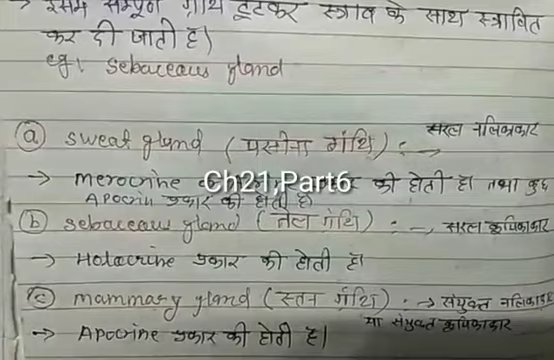 → इसमें सम्पूर्ण ग्रंथि टूटकर स्त्राव के साथ स्त्रावित
कर दी जाती है।
eg: sebaceous gland
(a) sweat gland (पसीना ग्रंथि) :→ सरल नलिकाकार
→ merocrine की होती है। तथा कुछ
Apocrin प्रकार की होती है
Ch21,Part6
(b) sebaceous gland (तेल ग्रंथि) :→ सरल कूपिकाकार
→ Holocrine प्रकार की होती है।
(c) mammary gland (स्तन ग्रंथि) :→ संयुक्त नलिकाकार
या संयुक्त कूपिकाकार
→ Apocrine प्रकार की होती है।